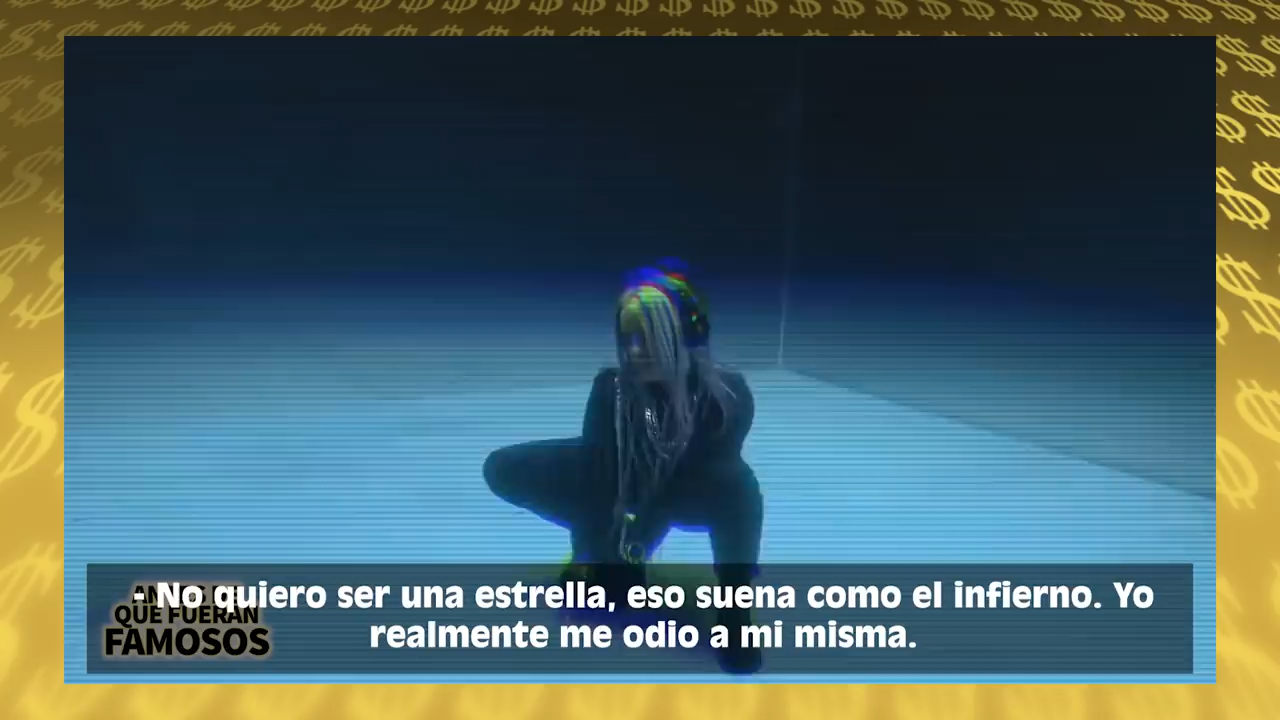 - No quiero ser una estrella, eso suena como el infierno. Yo
realmente me odio a mi misma.
QUE FUERAN
FAMOSOS